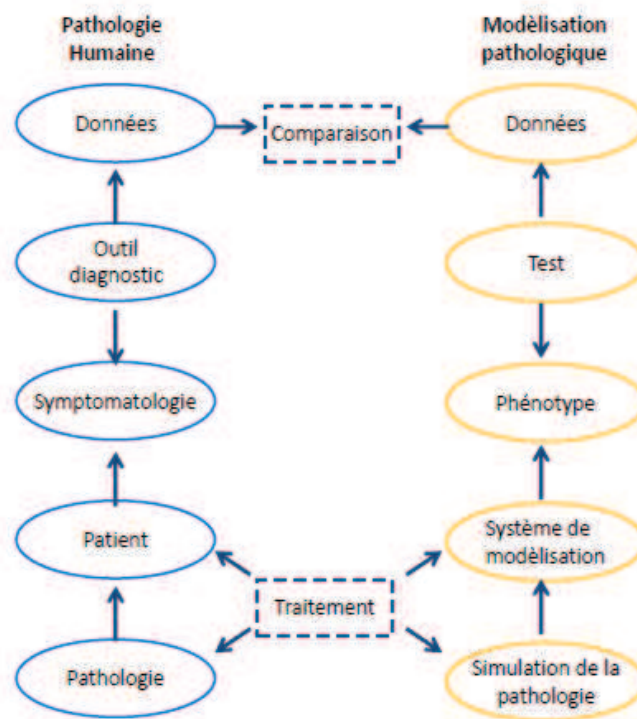 Pathologie
Humaine
Modèlisation
pathologique
Données
Comparaison
Données
Outil
diagnostic
Test
Symptomatologie
Phénotype
Patient
Système de
modèlisation
Traitement
Pathologie
Simulation de la
pathologie